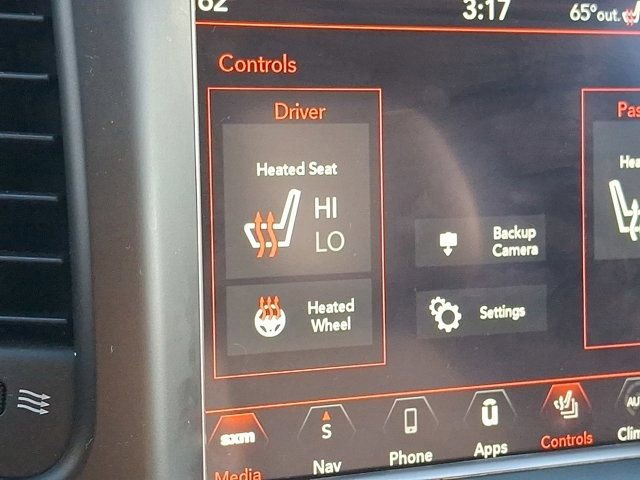 62 3:17 65°out.
Controls
Driver
Heated Seat
HI
LO
Backup
Camera
Heated
Wheel
Settings
sxm
Media
S
Nav
Phone
u
Apps
Controls